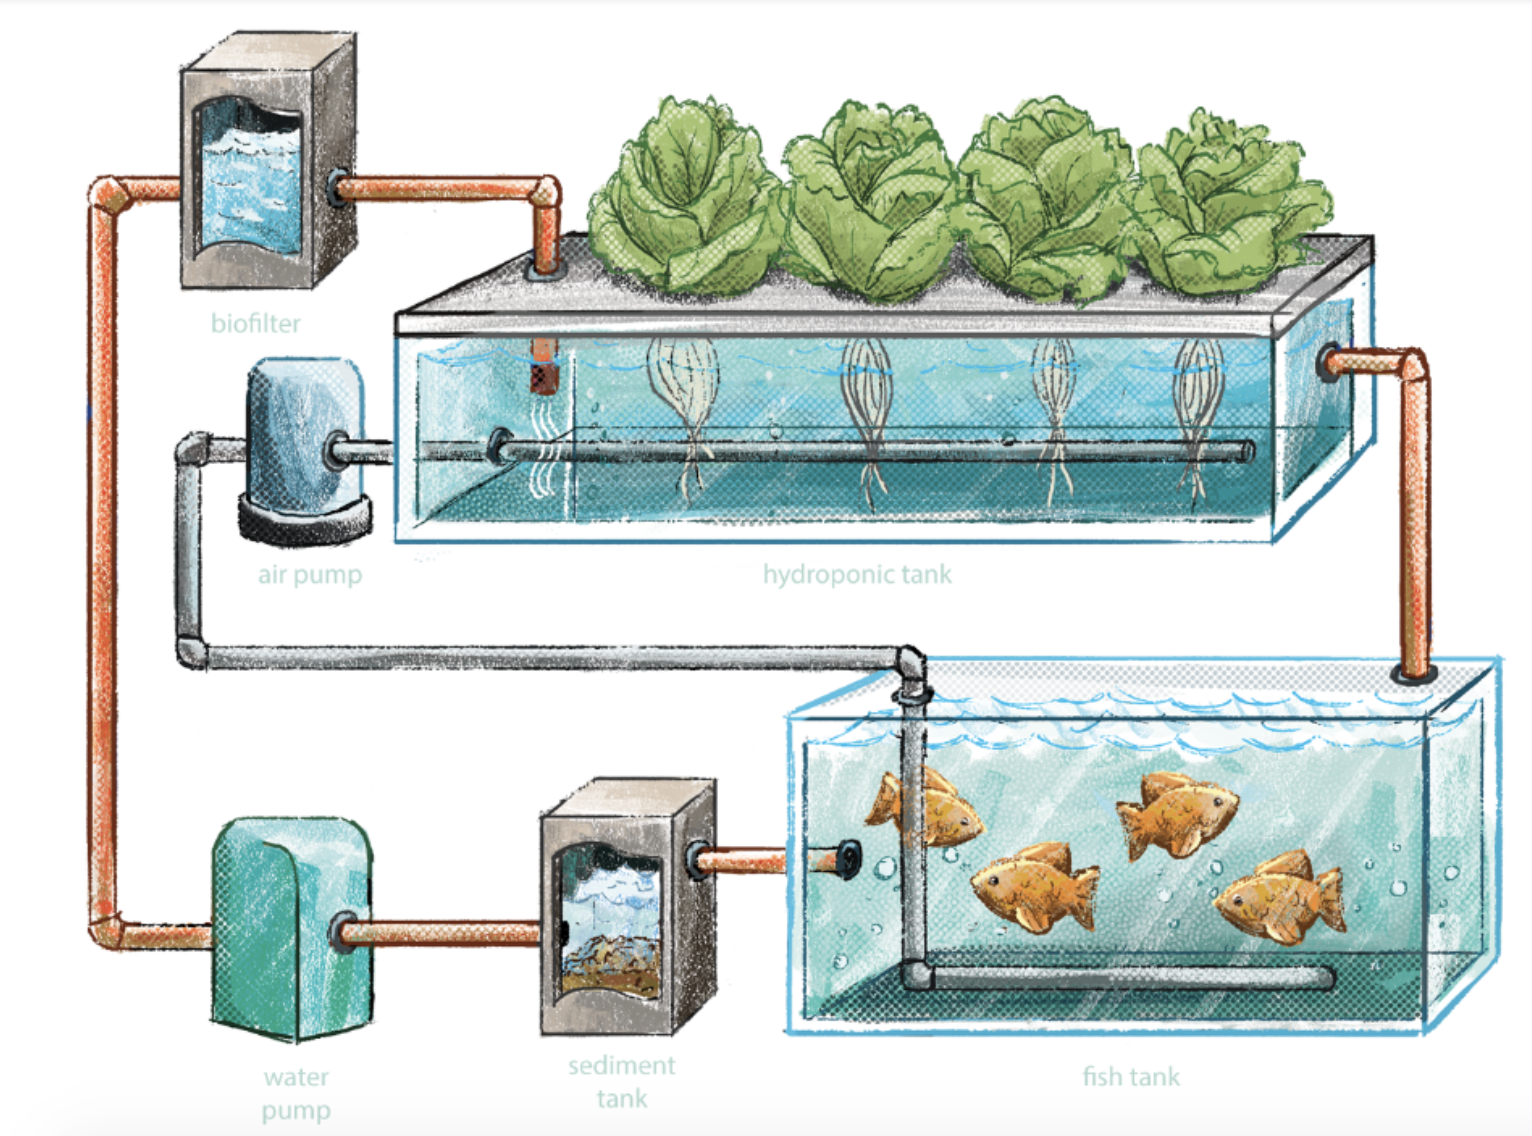 biofilter
air pump
hydroponic tank
sediment
tank
water
pump
fish tank